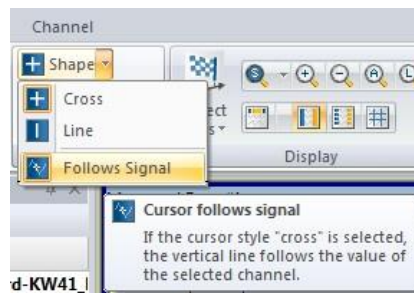 Channel
Shape
Cross
Line
Follows Signal
Display
Cursor follows signal
If the cursor style "cross" is selected,
the vertical line follows the value of
the selected channel.
d-KW41_